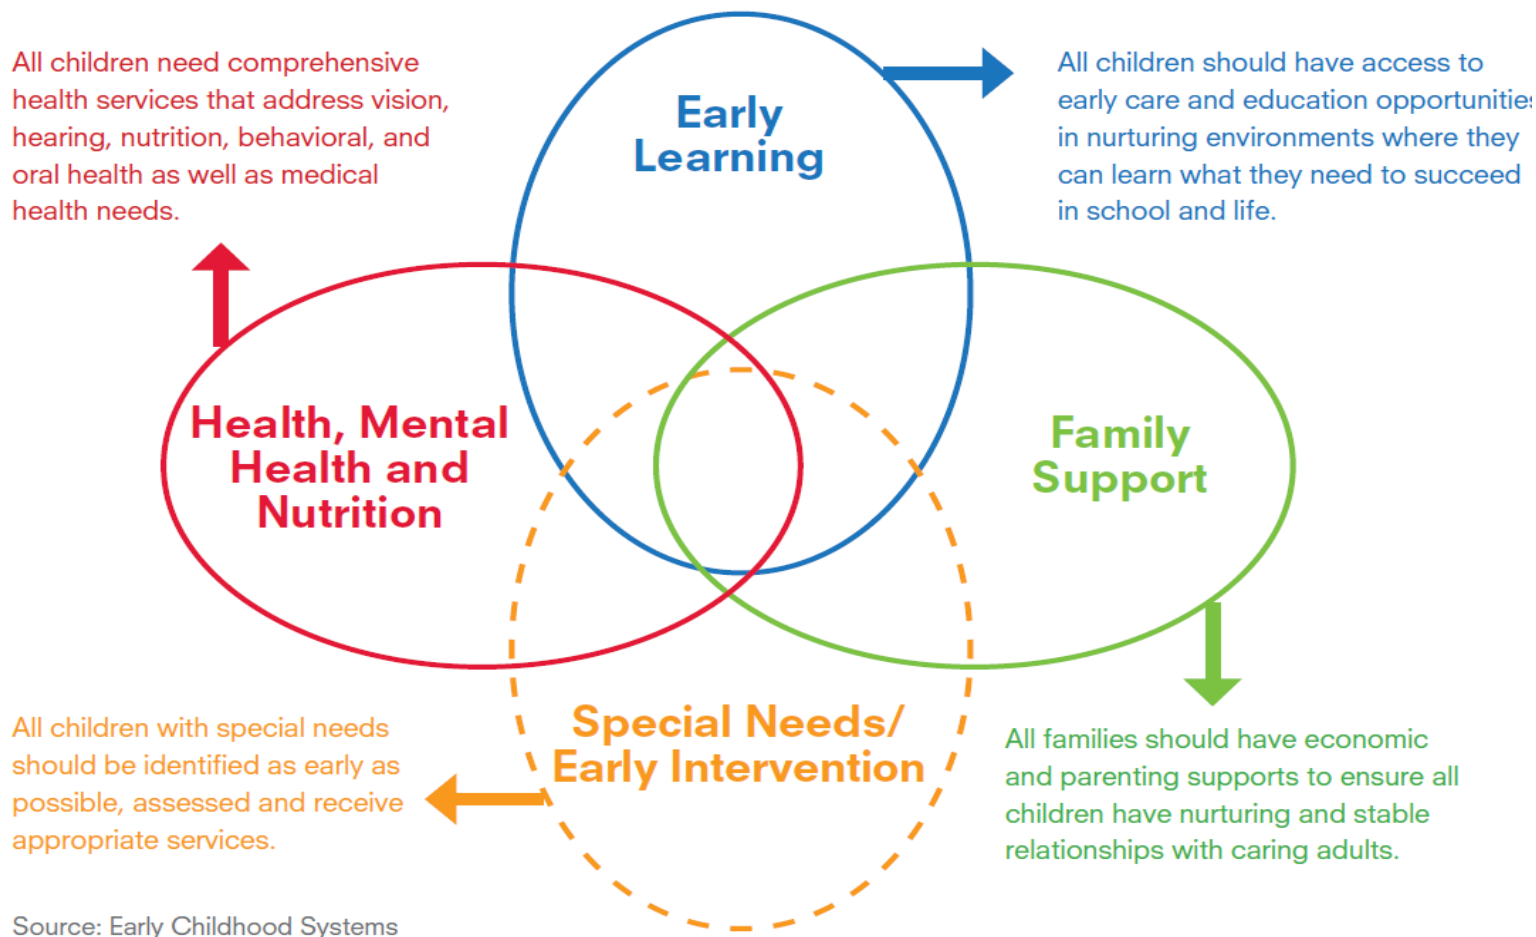 All children need comprehensive
health services that address vision,
hearing, nutrition, behavioral, and
oral health as well as medical
health needs.
Early
Learning
All children should have access to
early care and education opportunities
in nurturing environments where they
can learn what they need to succeed
in school and life.
Health, Mental
Health and
Nutrition
Family
Support
All children with special needs
should be identified as early as
possible, assessed and receive
appropriate services.
Special Needs/
Early Intervention
All families should have economic
and parenting supports to ensure all
children have nurturing and stable
relationships with caring adults.
Source: Early Childhood Systems